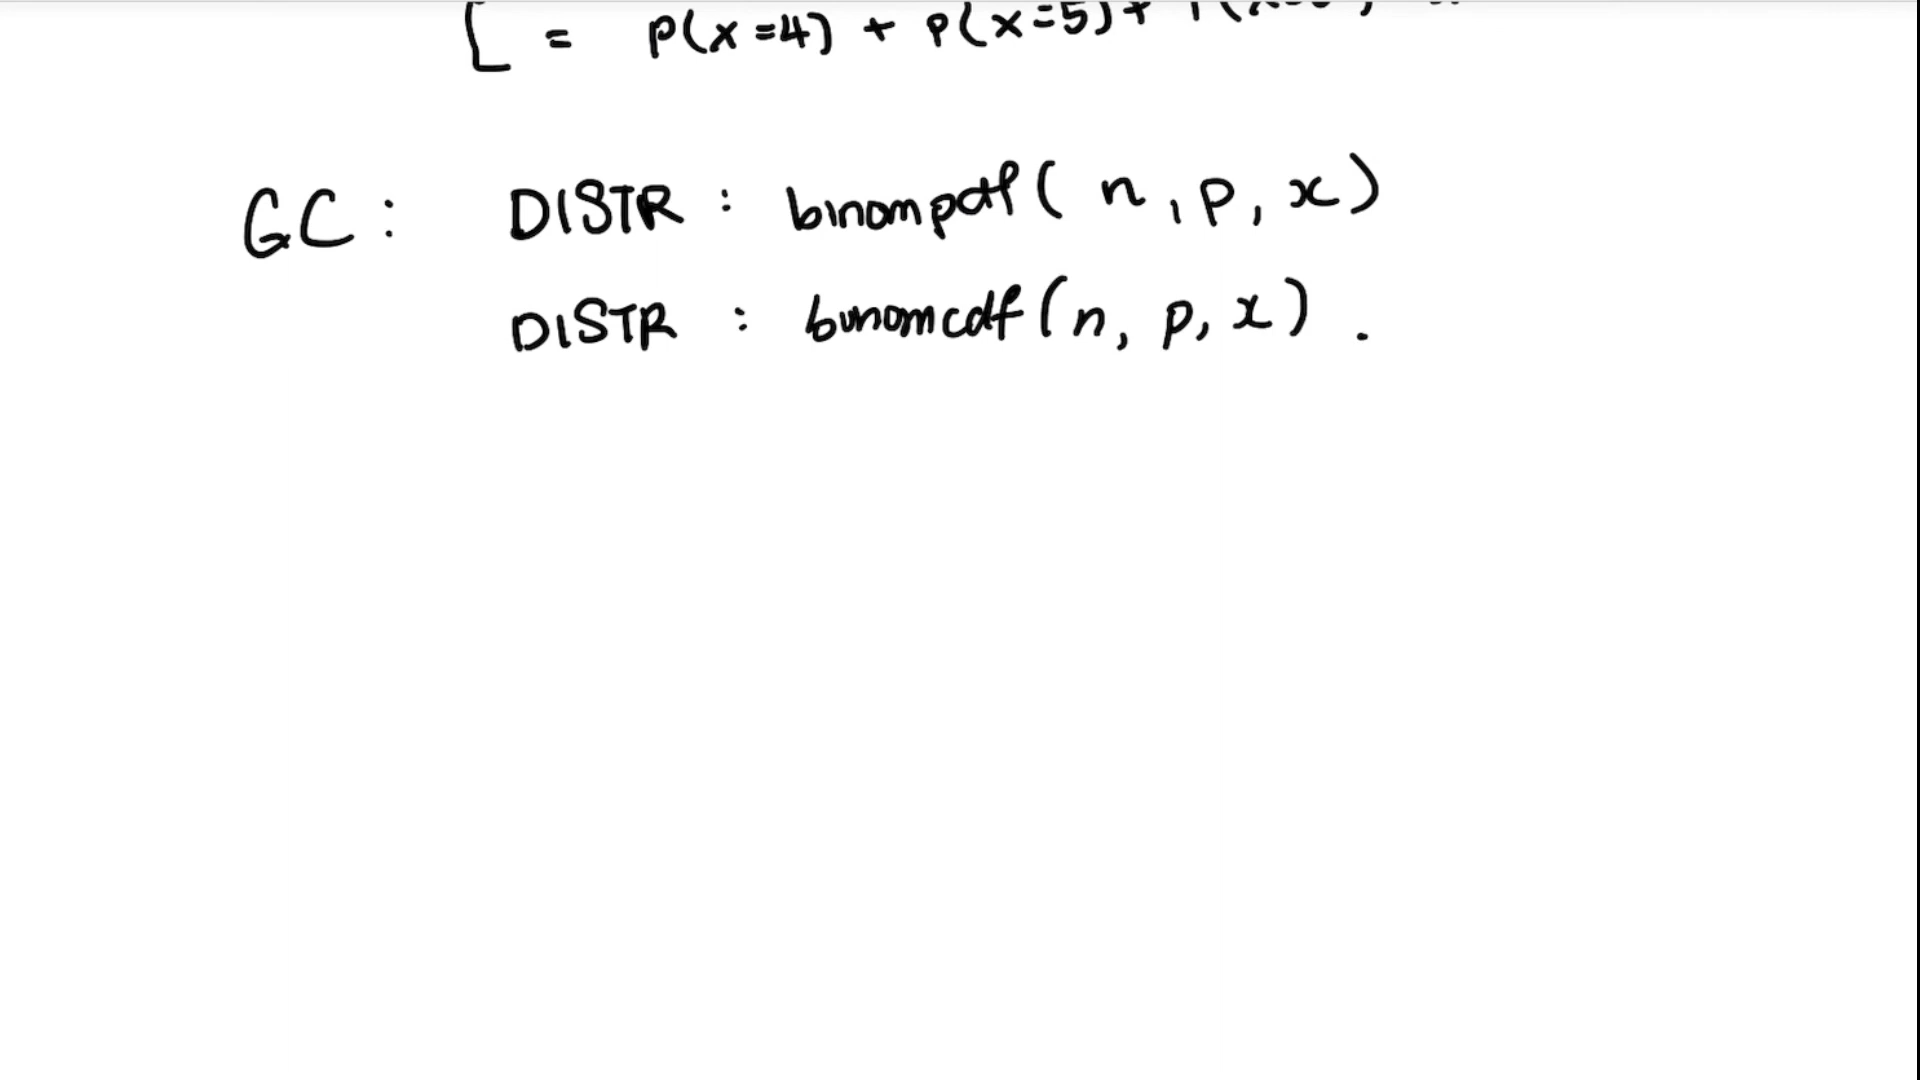 [ = P(X=4) + P(X=5) +
GC : DISTR : binompdf( n, p, x)
DISTR : binomcdf(n, p, x) .